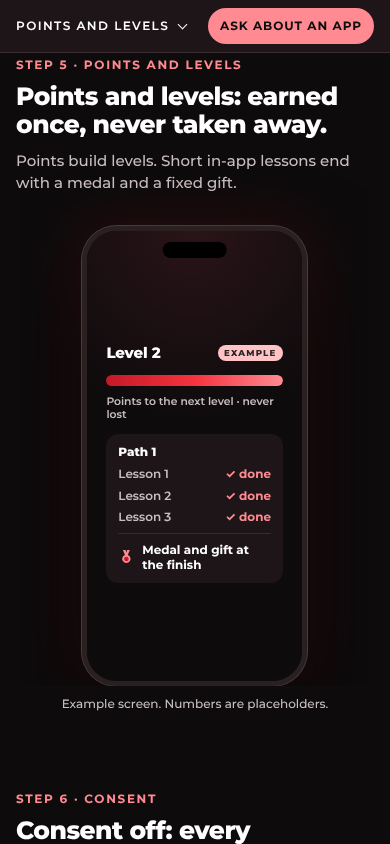 POINTS AND LEVELS
ASK ABOUT AN APP
STEP 5 · POINTS AND LEVELS
Points and levels: earned
once, never taken away.
Points build levels. Short in-app lessons end
with a medal and a fixed gift.
Level 2
EXAMPLE
Points to the next level · never
lost
Path 1
Lesson 1 ✓ done
Lesson 2 ✓ done
Lesson 3 ✓ done
Medal and gift at
the finish
Example screen. Numbers are placeholders.
STEP 6 · CONSENT
Consent off: every